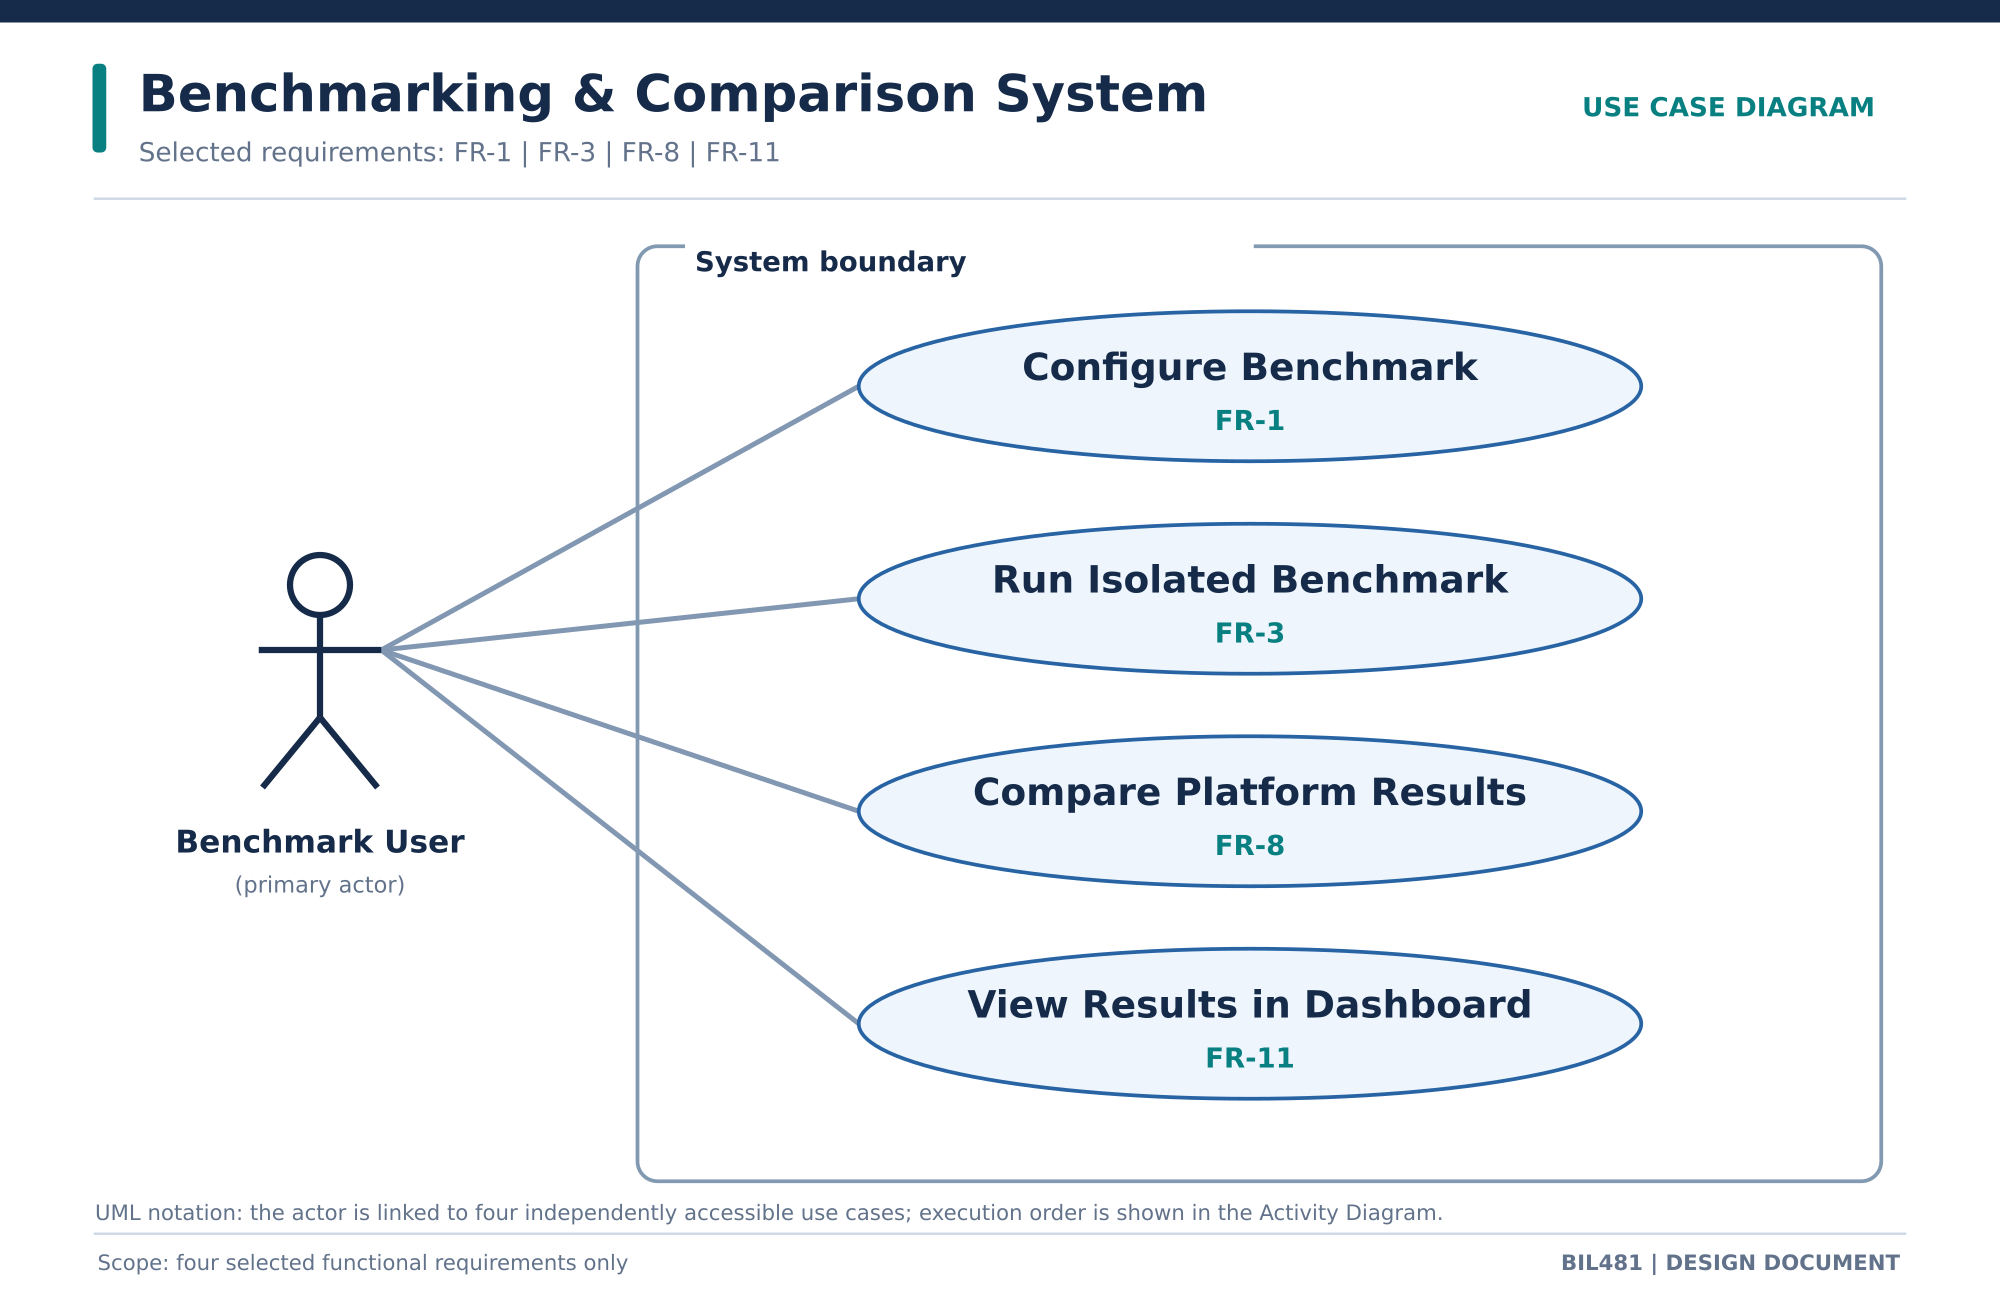 Benchmarking & Comparison System
USE CASE DIAGRAM
Selected requirements: FR-1 | FR-3 | FR-8 | FR-11
System boundary
Configure Benchmark
FR-1
Run Isolated Benchmark
FR-3
Compare Platform Results
FR-8
View Results in Dashboard
FR-11
Benchmark User
(primary actor)
UML notation: the actor is linked to four independently accessible use cases; execution order is shown in the Activity Diagram.
Scope: four selected functional requirements only
BIL481 | DESIGN DOCUMENT